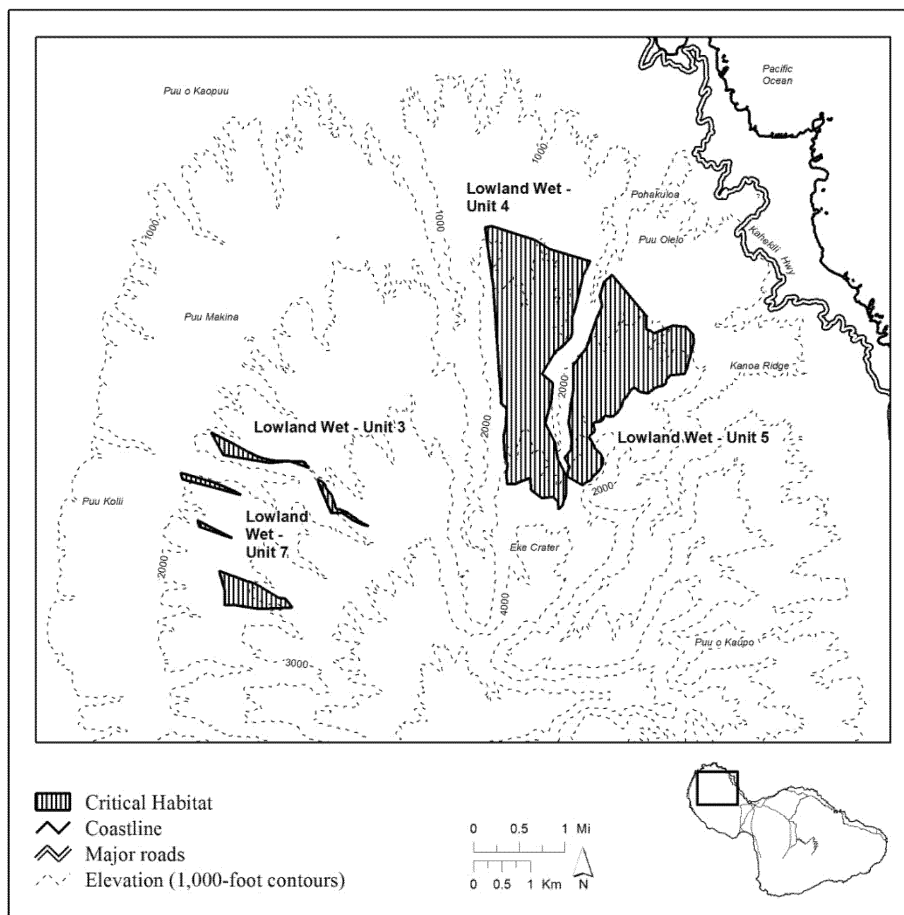 Pacific
Ocean
Puu o Kaopuu
1000
Lowland Wet -
Unit 4
Pohakuloa
1000
1000
Puu Olelo
Kahekili Hwy
Puu Makina
Kanoa Ridge
2000
Lowland Wet - Unit 3
2000
Lowland Wet - Unit 5
2000
Puu Kolii
Lowland
Wet -
Unit 7
Eke Crater
2000
4000
Puu o Kaupo
3000
Critical Habitat
Coastline
Major roads
Elevation (1,000-foot contours)
0 0.5 1 Mi
0 0.5 1 Km
N